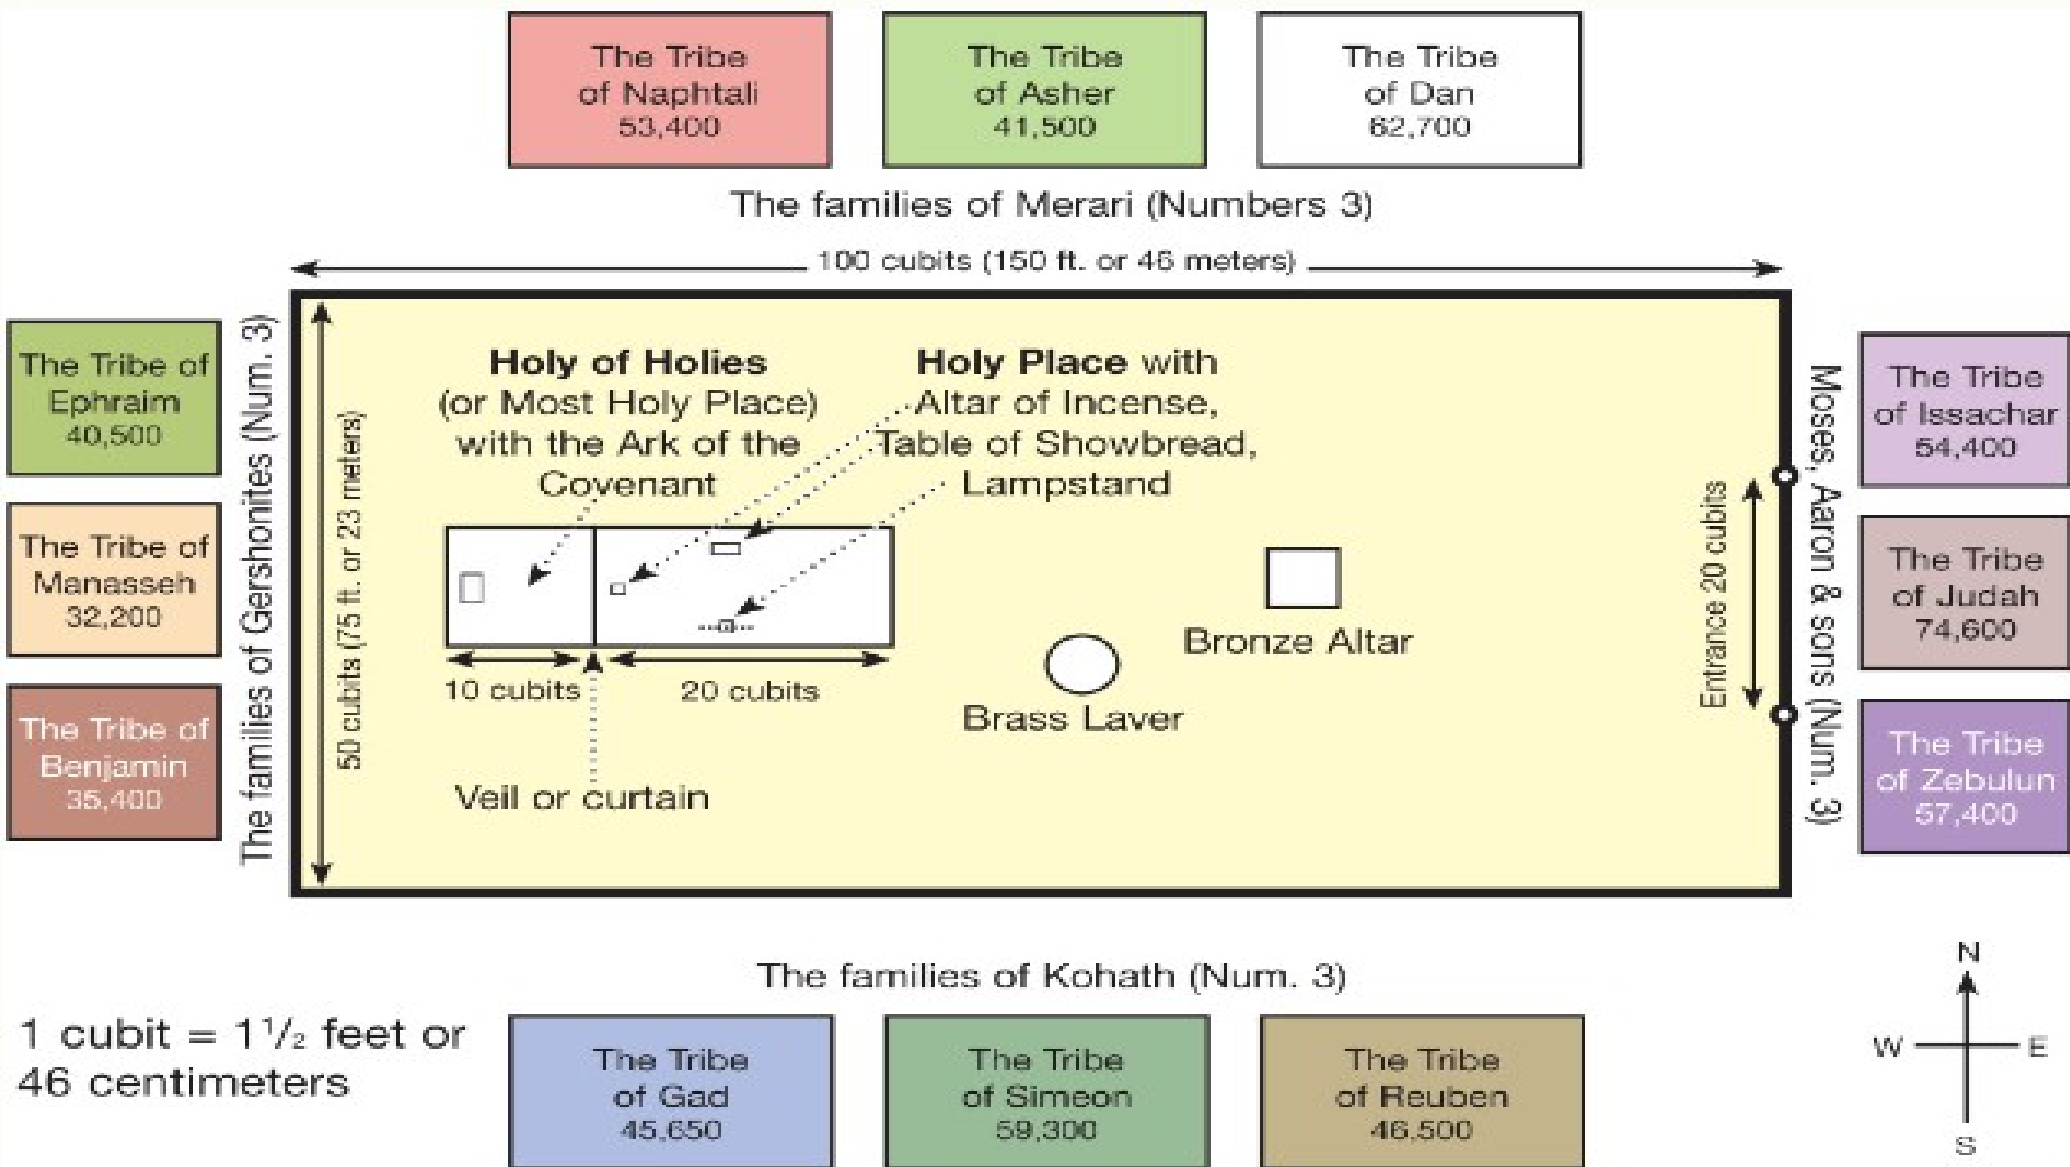 The Tribe
of Naphtali
53,400
The Tribe
of Asher
41,500
The Tribe
of Dan
62,700
The families of Merari (Numbers 3)
100 cubits (150 ft. or 46 meters)
The Tribe of
Ephraim
40,500
The Tribe of
Manasseh
32,200
The Tribe of
Benjamin
35,400
The families of Gershonites (Num. 3)
50 cubits (75 ft. or 23 meters)
Holy of Holies
(or Most Holy Place)
with the Ark of the
Covenant
Holy Place with
Altar of Incense,
Table of Showbread,
Lampstand
10 cubits
20 cubits
Veil or curtain
Brass Laver
Bronze Altar
Entrance 20 cubits
Moses, Aaron & sons (Num. 3)
The Tribe
of Issachar
54,400
The Tribe
of Judah
74,600
The Tribe
of Zebulun
57,400
The families of Kohath (Num. 3)
1 cubit = 1 1/2 feet or
46 centimeters
The Tribe
of Gad
45,650
The Tribe
of Simeon
59,300
The Tribe
of Reuben
46,500
N
W
E
S